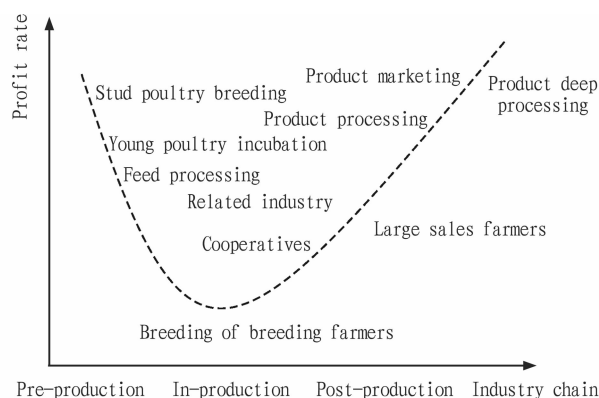 Profit rate
Product marketing
Product deep
processing
Stud poultry breeding
Product processing
Young poultry incubation
Feed processing
Related industry
Large sales farmers
Cooperatives
Breeding of breeding farmers
Pre-production
In-production
Post-production
Industry chain